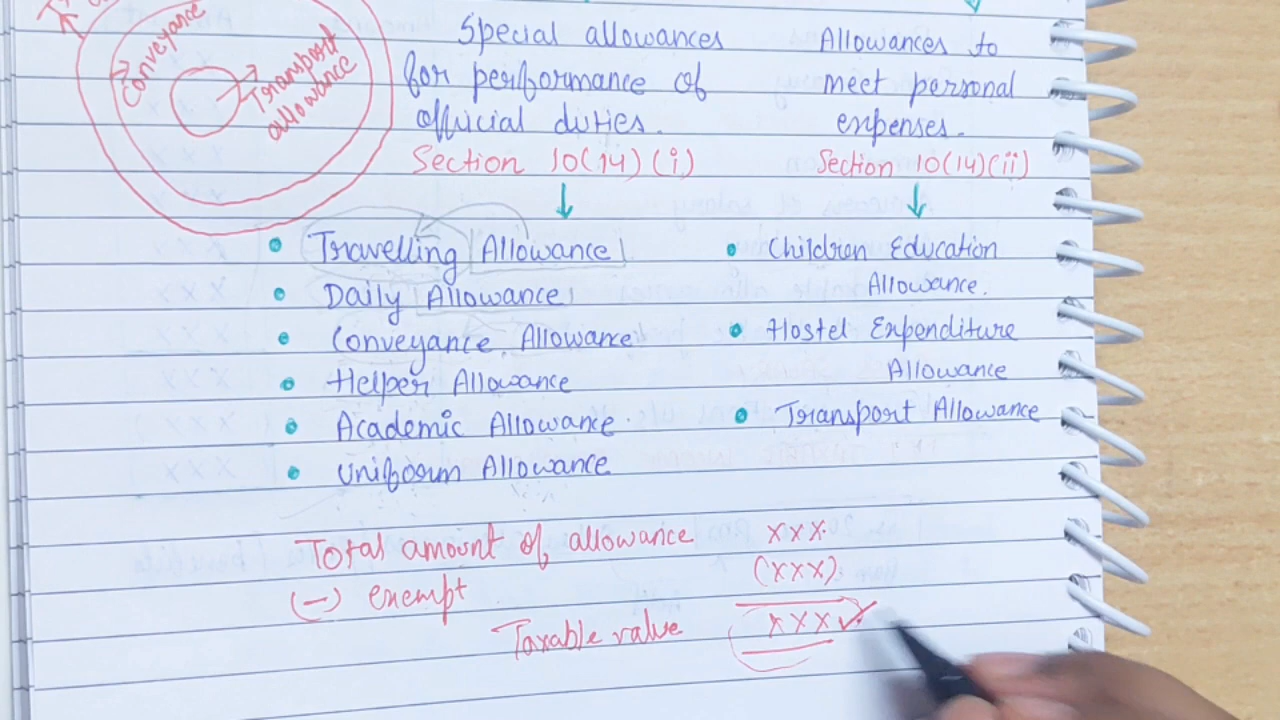 Conveyance
Transport
allowance
Special allowances
for performance of
official duties.
Section 10(14)(i)
Allowances to
meet personal
expenses.
Section 10(14)(ii)
• Travelling Allowance
• Daily Allowance
• Conveyance Allowance
• Helper Allowance
• Academic Allowance
• Uniform Allowance
• Children Education
Allowance.
• Hostel Expenditure
Allowance
• Transport Allowance
Total amount of allowance xxx
(-) exempt (xxx)
Taxable value xxx